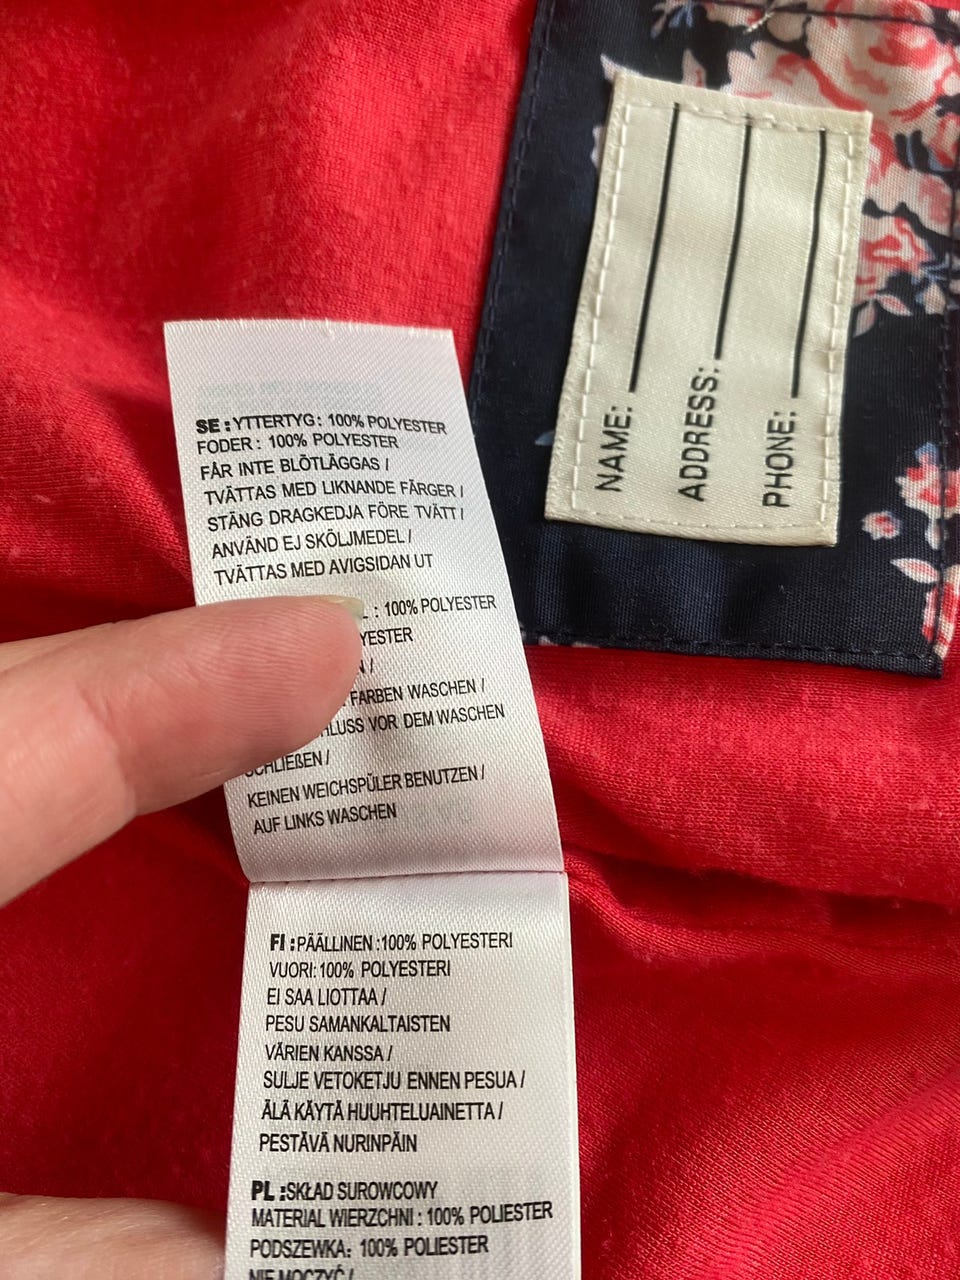 SE : YTTERTYG : 100% POLYESTER
FODER : 100% POLYESTER
FÅR INTE BLÖTLÄGGAS /
TVÄTTAS MED LIKNANDE FÄRGER /
STÄNG DRAGKEDJA FÖRE TVÄTT /
ANVÄND EJ SKÖLJMEDEL /
TVÄTTAS MED AVIGSIDAN UT
: 100% POLYESTER
/
FARBEN WASCHEN /
VOR DEM WASCHEN
SCHLIEßEN /
KEINEN WEICHSPÜLER BENUTZEN /
AUF LINKS WASCHEN
FI : PÄÄLLINEN : 100% POLYESTERI
VUORI : 100% POLYESTERI
EI SAA LIOTTAA /
PESU SAMANKALTAISTEN
VÄRIEN KANSSA /
SULJE VETOKETJU ENNEN PESUA /
ÄLÄ KÄYTÄ HUUHTELUAINETTA /
PESTÄVÄ NURINPÄIN
PL : SKŁAD SUROWCOWY
MATERIAL WIERZCHNI : 100% POLIESTER
PODSZEWKA: 100% POLIESTER
NIE MOCZYĆ /
NAME:
ADDRESS:
PHONE: